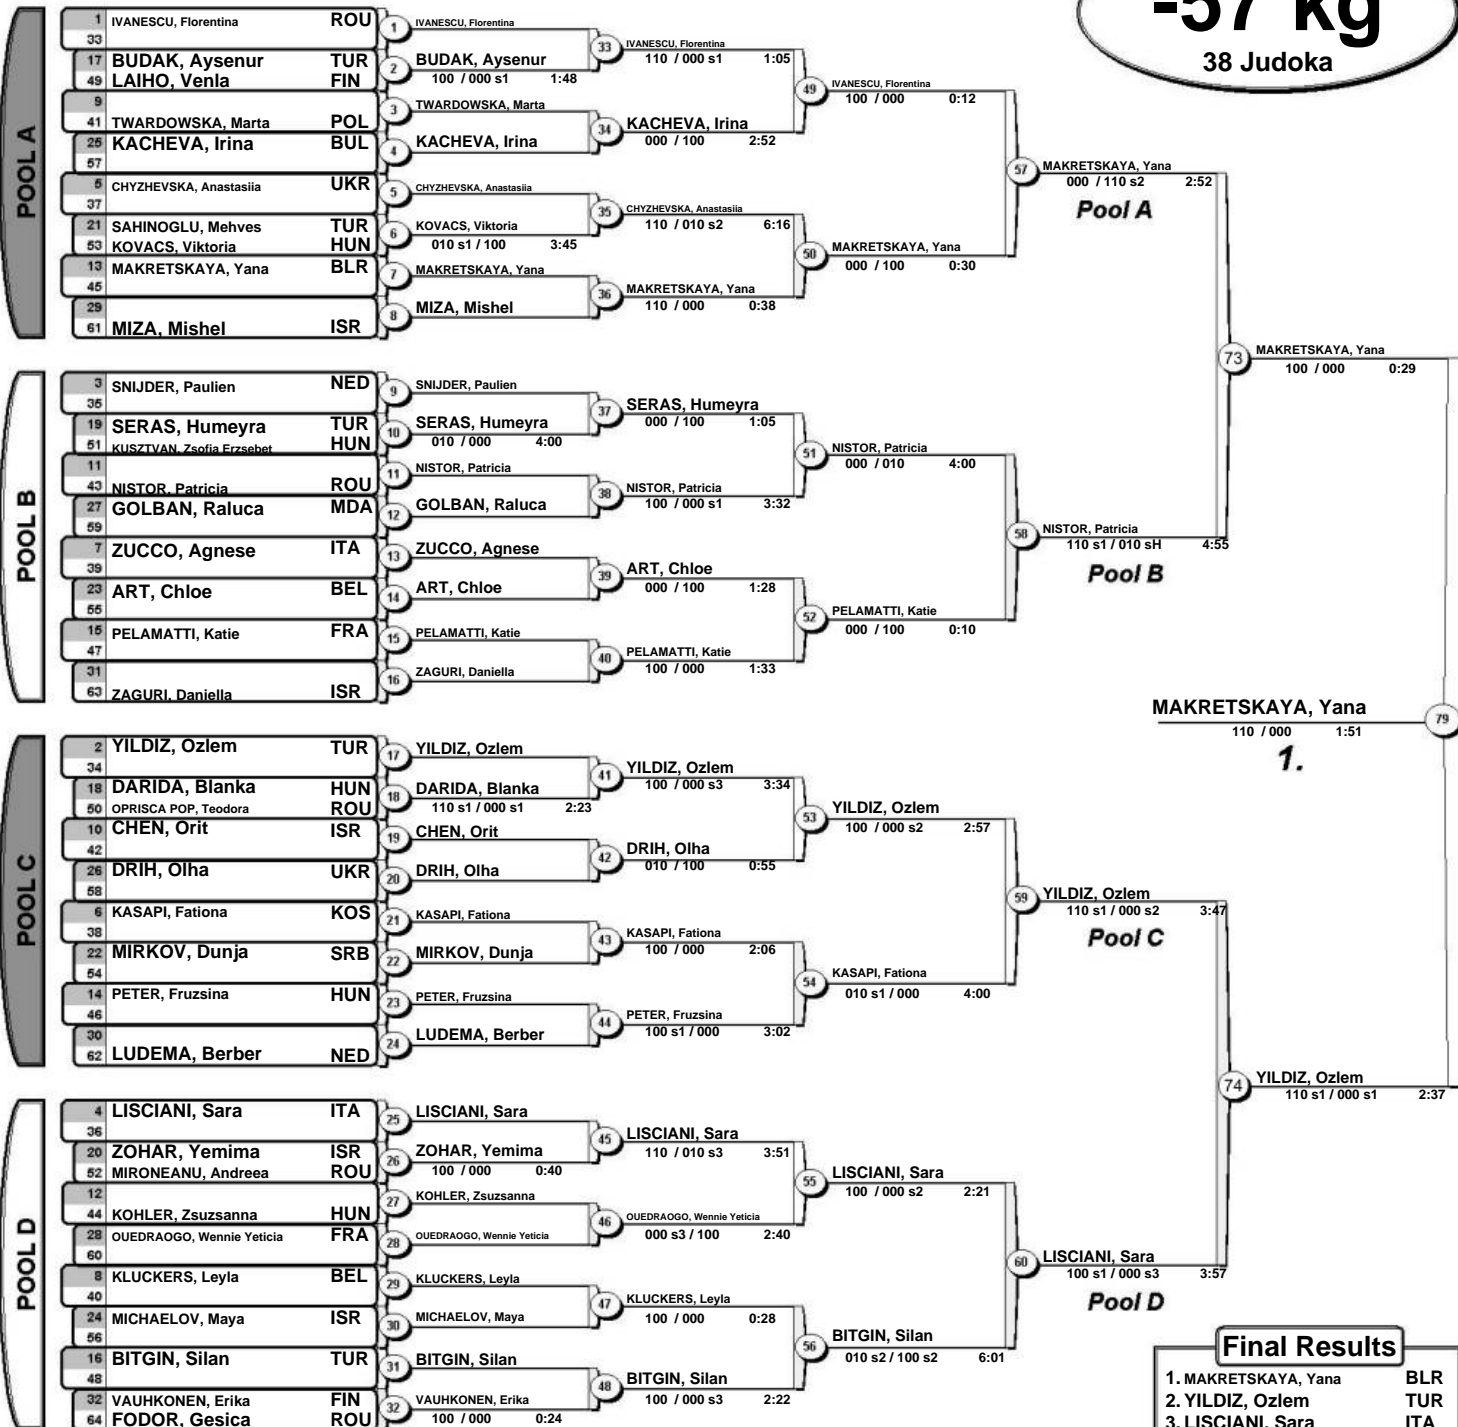 -57 kg
38 Judoka
POOL A
1 IVANESCU, Florentina ROU
33
17 BUDAK, Aysenur TUR
49 LAIHO, Venla FIN
9
41 TWARDOWSKA, Marta POL
25 KACHEVA, Irina BUL
57
5 CHYZHEVSKA, Anastasiia UKR
37
21 SAHINOGLU, Mehves TUR
53 KOVACS, Viktoria HUN
13 MAKRETSKAYA, Yana BLR
45
29
61 MIZA, Mishel ISR
1 IVANESCU, Florentina
2 BUDAK, Aysenur
100 / 000 s1 1:48
3 TWARDOWSKA, Marta
4 KACHEVA, Irina
5 CHYZHEVSKA, Anastasiia
6 KOVACS, Viktoria
010 s1 / 100 3:45
7 MAKRETSKAYA, Yana
8 MIZA, Mishel
33 IVANESCU, Florentina
110 / 000 s1 1:05
34 KACHEVA, Irina
000 / 100 2:52
35 CHYZHEVSKA, Anastasiia
110 / 010 s2 6:16
36 MAKRETSKAYA, Yana
110 / 000 0:38
49 IVANESCU, Florentina
100 / 000 0:12
50 MAKRETSKAYA, Yana
000 / 100 0:30
57 MAKRETSKAYA, Yana
000 / 110 s2 2:52
Pool A
POOL B
3 SNIJDER, Paulien NED
35
19 SERAS, Humeyra TUR
51 KUSZTVAN, Zsofia Erzsebet HUN
11
43 NISTOR, Patricia ROU
27 GOLBAN, Raluca MDA
59
7 ZUCCO, Agnese ITA
39
23 ART, Chloe BEL
55
15 PELAMATTI, Katie FRA
47
31
63 ZAGURI, Daniella ISR
9 SNIJDER, Paulien
10 SERAS, Humeyra
010 / 000 4:00
11 NISTOR, Patricia
12 GOLBAN, Raluca
13 ZUCCO, Agnese
14 ART, Chloe
15 PELAMATTI, Katie
16 ZAGURI, Daniella
37 SERAS, Humeyra
000 / 100 1:05
38 NISTOR, Patricia
100 / 000 s1 3:32
39 ART, Chloe
000 / 100 1:28
40 PELAMATTI, Katie
100 / 000 1:33
51 NISTOR, Patricia
000 / 010 4:00
52 PELAMATTI, Katie
000 / 100 0:10
58 NISTOR, Patricia
110 s1 / 010 sH 4:55
Pool B
73 MAKRETSKAYA, Yana
100 / 000 0:29
MAKRETSKAYA, Yana 79
110 / 000 1:51
1.
POOL C
2 YILDIZ, Ozlem TUR
34
18 DARIDA, Blanka HUN
50 OPRISCA POP, Teodora ROU
10 CHEN, Orit ISR
42
26 DRIH, Olha UKR
58
6 KASAPI, Fationa KOS
38
22 MIRKOV, Dunja SRB
54
14 PETER, Fruzsina HUN
46
30
62 LUDEMA, Berber NED
17 YILDIZ, Ozlem
18 DARIDA, Blanka
110 s1 / 000 s1 2:23
19 CHEN, Orit
20 DRIH, Olha
21 KASAPI, Fationa
22 MIRKOV, Dunja
23 PETER, Fruzsina
24 LUDEMA, Berber
41 YILDIZ, Ozlem
100 / 000 s3 3:34
42 DRIH, Olha
010 / 100 0:55
43 KASAPI, Fationa
100 / 000 2:06
44 PETER, Fruzsina
100 s1 / 000 3:02
53 YILDIZ, Ozlem
100 / 000 s2 2:57
54 KASAPI, Fationa
010 s1 / 000 4:00
59 YILDIZ, Ozlem
110 s1 / 000 s2 3:47
Pool C
POOL D
4 LISCIANI, Sara ITA
36
20 ZOHAR, Yemima ISR
52 MIRONEANU, Andreea ROU
12
44 KOHLER, Zsuzsanna HUN
28 OUEDRAOGO, Wennie Yeticia FRA
60
8 KLUCKERS, Leyla BEL
40
24 MICHAELOV, Maya ISR
56
16 BITGIN, Silan TUR
48
32 VAUHKONEN, Erika FIN
64 FODOR, Gesica ROU
25 LISCIANI, Sara
26 ZOHAR, Yemima
100 / 000 0:40
27 KOHLER, Zsuzsanna
28 OUEDRAOGO, Wennie Yeticia
29 KLUCKERS, Leyla
30 MICHAELOV, Maya
31 BITGIN, Silan
32 VAUHKONEN, Erika
100 / 000 0:24
45 LISCIANI, Sara
110 / 010 s3 3:51
46 OUEDRAOGO, Wennie Yeticia
000 s3 / 100 2:40
47 KLUCKERS, Leyla
100 / 000 0:28
48 BITGIN, Silan
100 / 000 s3 2:22
55 LISCIANI, Sara
100 / 000 s2 2:21
56 BITGIN, Silan
010 s2 / 100 s2 6:01
60 LISCIANI, Sara
100 s1 / 000 s3 3:57
Pool D
74 YILDIZ, Ozlem
110 s1 / 000 s1 2:37
Final Results
1. MAKRETSKAYA, Yana BLR
2. YILDIZ, Ozlem TUR
3. LISCIANI, Sara ITA